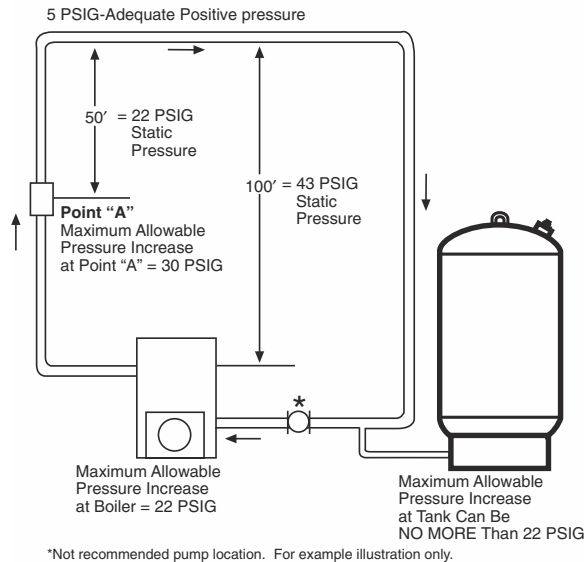 5 PSIG-Adequate Positive pressure
50′ = 22 PSIG
Static
Pressure
100′ = 43 PSIG
Static
Pressure
Point “A”
Maximum Allowable
Pressure Increase
at Point “A” = 30 PSIG
*
Maximum Allowable
Pressure Increase
at Boiler = 22 PSIG
Maximum Allowable
Pressure Increase
at Tank Can Be
NO MORE Than 22 PSIG
*Not recommended pump location. For example illustration only.